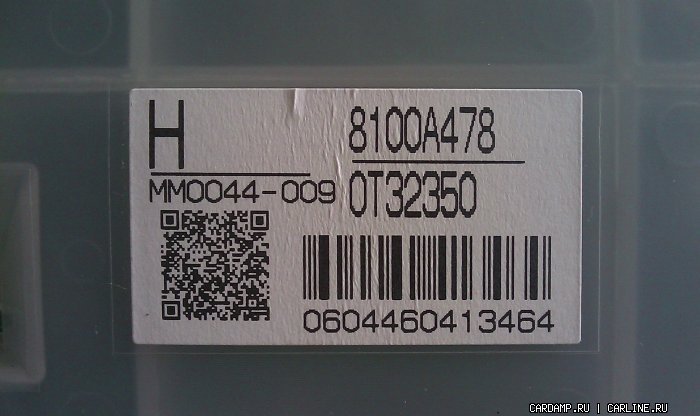 H
8100A478
MM0044-009
0T32350
0604460413464
CARDAMP.RU | CARLINE.RU